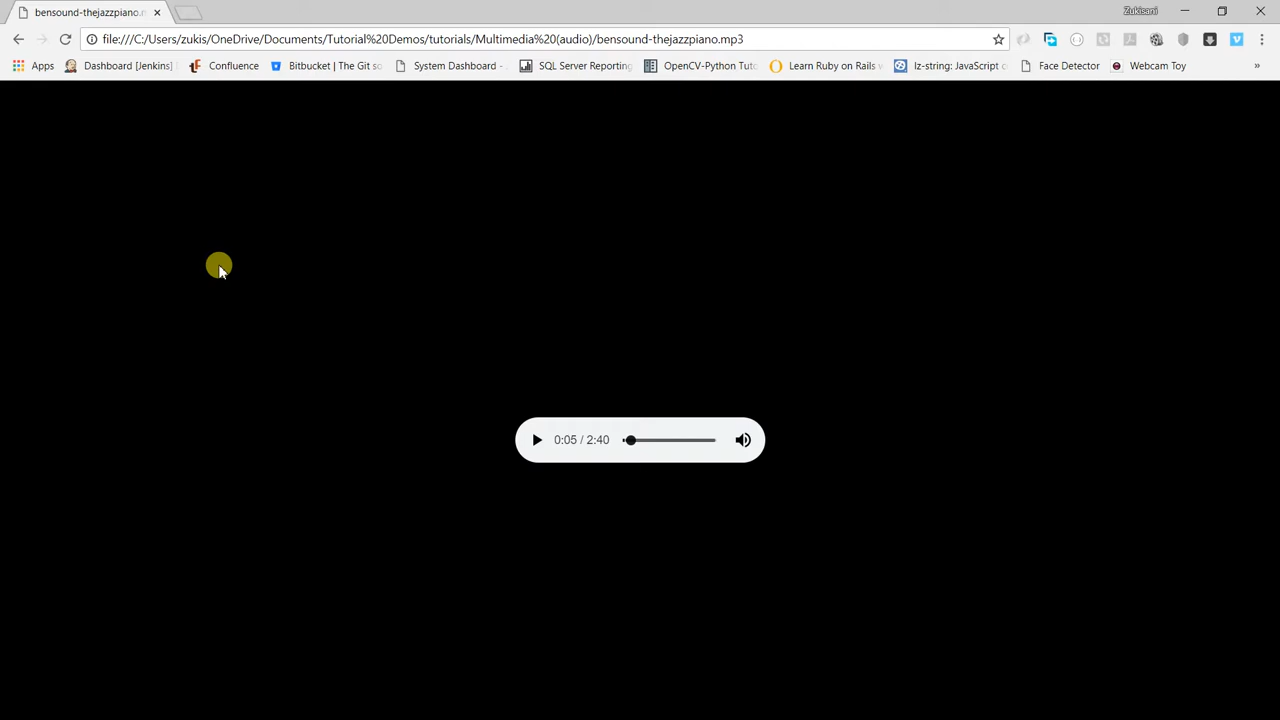 bensound-thejazzpiano.m
Zukisani
file:///C:/Users/zukis/OneDrive/Documents/Tutorial%20Demos/tutorials/Multimedia%20(audio)/bensound-thejazzpiano.mp3
Apps Dashboard [Jenkins] Confluence Bitbucket | The Git sc System Dashboard - SQL Server Reporting OpenCV-Python Tuto Learn Ruby on Rails lz-string: JavaScript c Face Detector Webcam Toy »
0:05 / 2:40